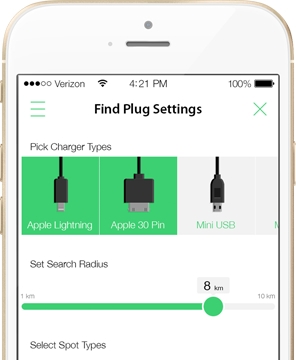 ●●●○○ Verizon 4:21 PM 100%
Find Plug Settings
Pick Charger Types
Apple Lightning Apple 30 Pin Mini USB
Set Search Radius
8 km
1 km 10 km
Select Spot Types